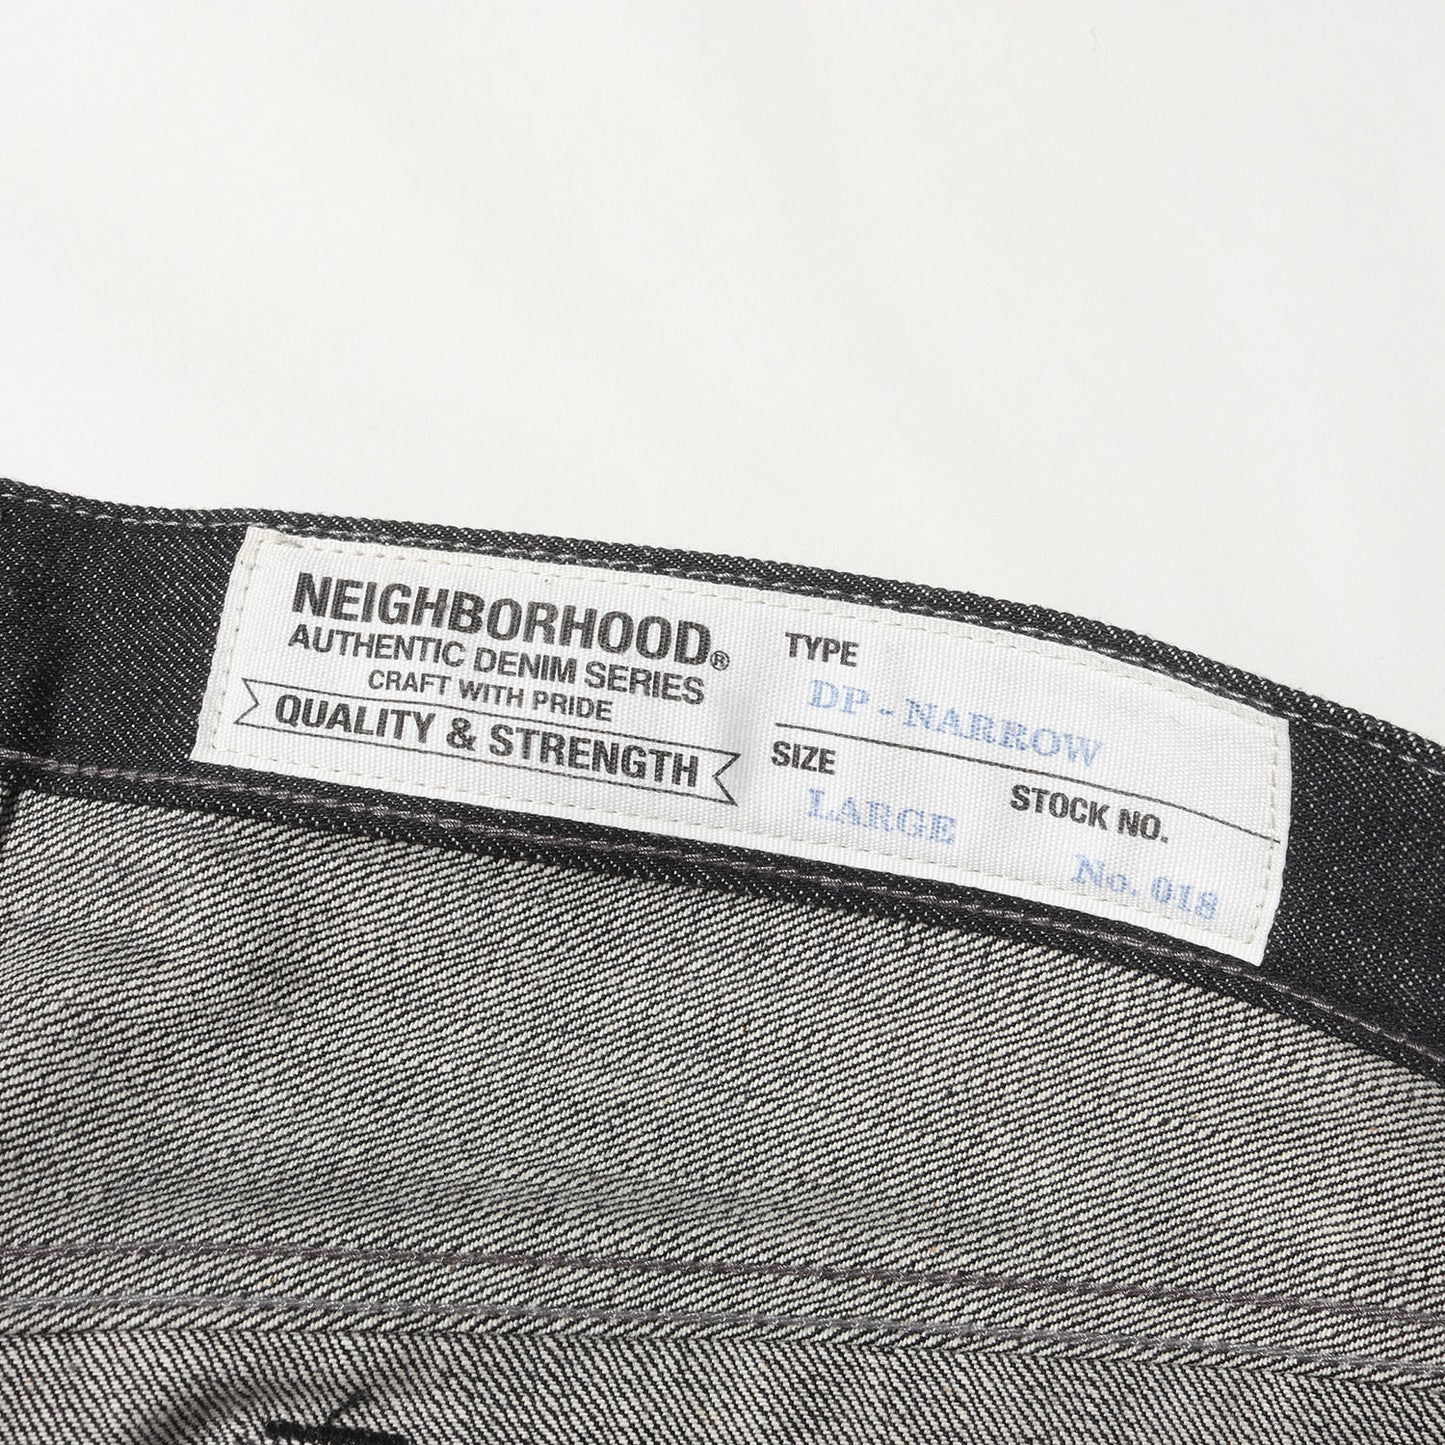 NEIGHBORHOOD®
AUTHENTIC DENIM SERIES
CRAFT WITH PRIDE
QUALITY & STRENGTH
TYPE
DP - NARROW
SIZE
LARGE
STOCK NO.
No. 018